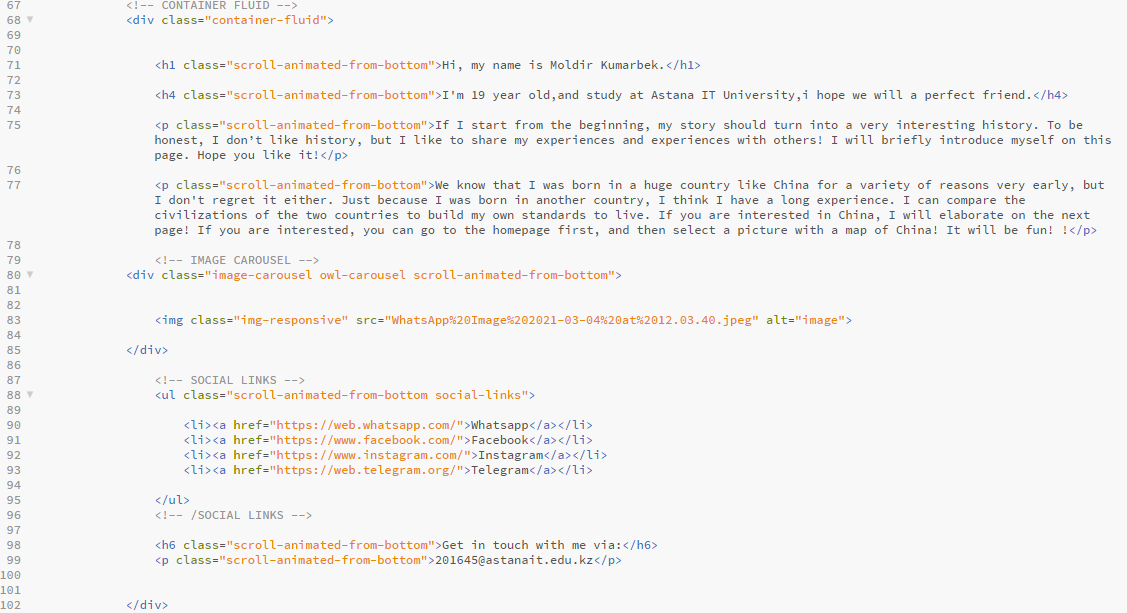 67 <!-- CONTAINER FLUID -->
68 <div class="container-fluid">
69
70
71 <h1 class="scroll-animated-from-bottom">Hi, my name is Moldir Kumarbek.</h1>
72
73 <h4 class="scroll-animated-from-bottom">I'm 19 year old,and study at Astana IT University,i hope we will a perfect friend.</h4>
74
75 <p class="scroll-animated-from-bottom">If I start from the beginning, my story should turn into a very interesting history. To be
honest, I don't like history, but I like to share my experiences and experiences with others! I will briefly introduce myself on this
page. Hope you like it!</p>
76
77 <p class="scroll-animated-from-bottom">We know that I was born in a huge country like China for a variety of reasons very early, but
I don't regret it either. Just because I was born in another country, I think I have a long experience. I can compare the
civilizations of the two countries to build my own standards to live. If you are interested in China, I will elaborate on the next
page! If you are interested, you can go to the homepage first, and then select a picture with a map of China! It will be fun! !</p>
78
79 <!-- IMAGE CAROUSEL -->
80 <div class="image-carousel owl-carousel scroll-animated-from-bottom">
81
82
83 <img class="img-responsive" src="WhatsApp%20Image%202021-03-04%20at%2012.03.40.jpeg" alt="image">
84
85 </div>
86
87 <!-- SOCIAL LINKS -->
88 <ul class="scroll-animated-from-bottom social-links">
89
90 <li><a href="https://web.whatsapp.com/">Whatsapp</a></li>
91 <li><a href="https://www.facebook.com/">Facebook</a></li>
92 <li><a href="https://www.instagram.com/">Instagram</a></li>
93 <li><a href="https://web.telegram.org/">Telegram</a></li>
94
95 </ul>
96 <!-- /SOCIAL LINKS -->
97
98 <h6 class="scroll-animated-from-bottom">Get in touch with me via:</h6>
99 <p class="scroll-animated-from-bottom">201645@astanait.edu.kz</p>
100
101
102 </div>